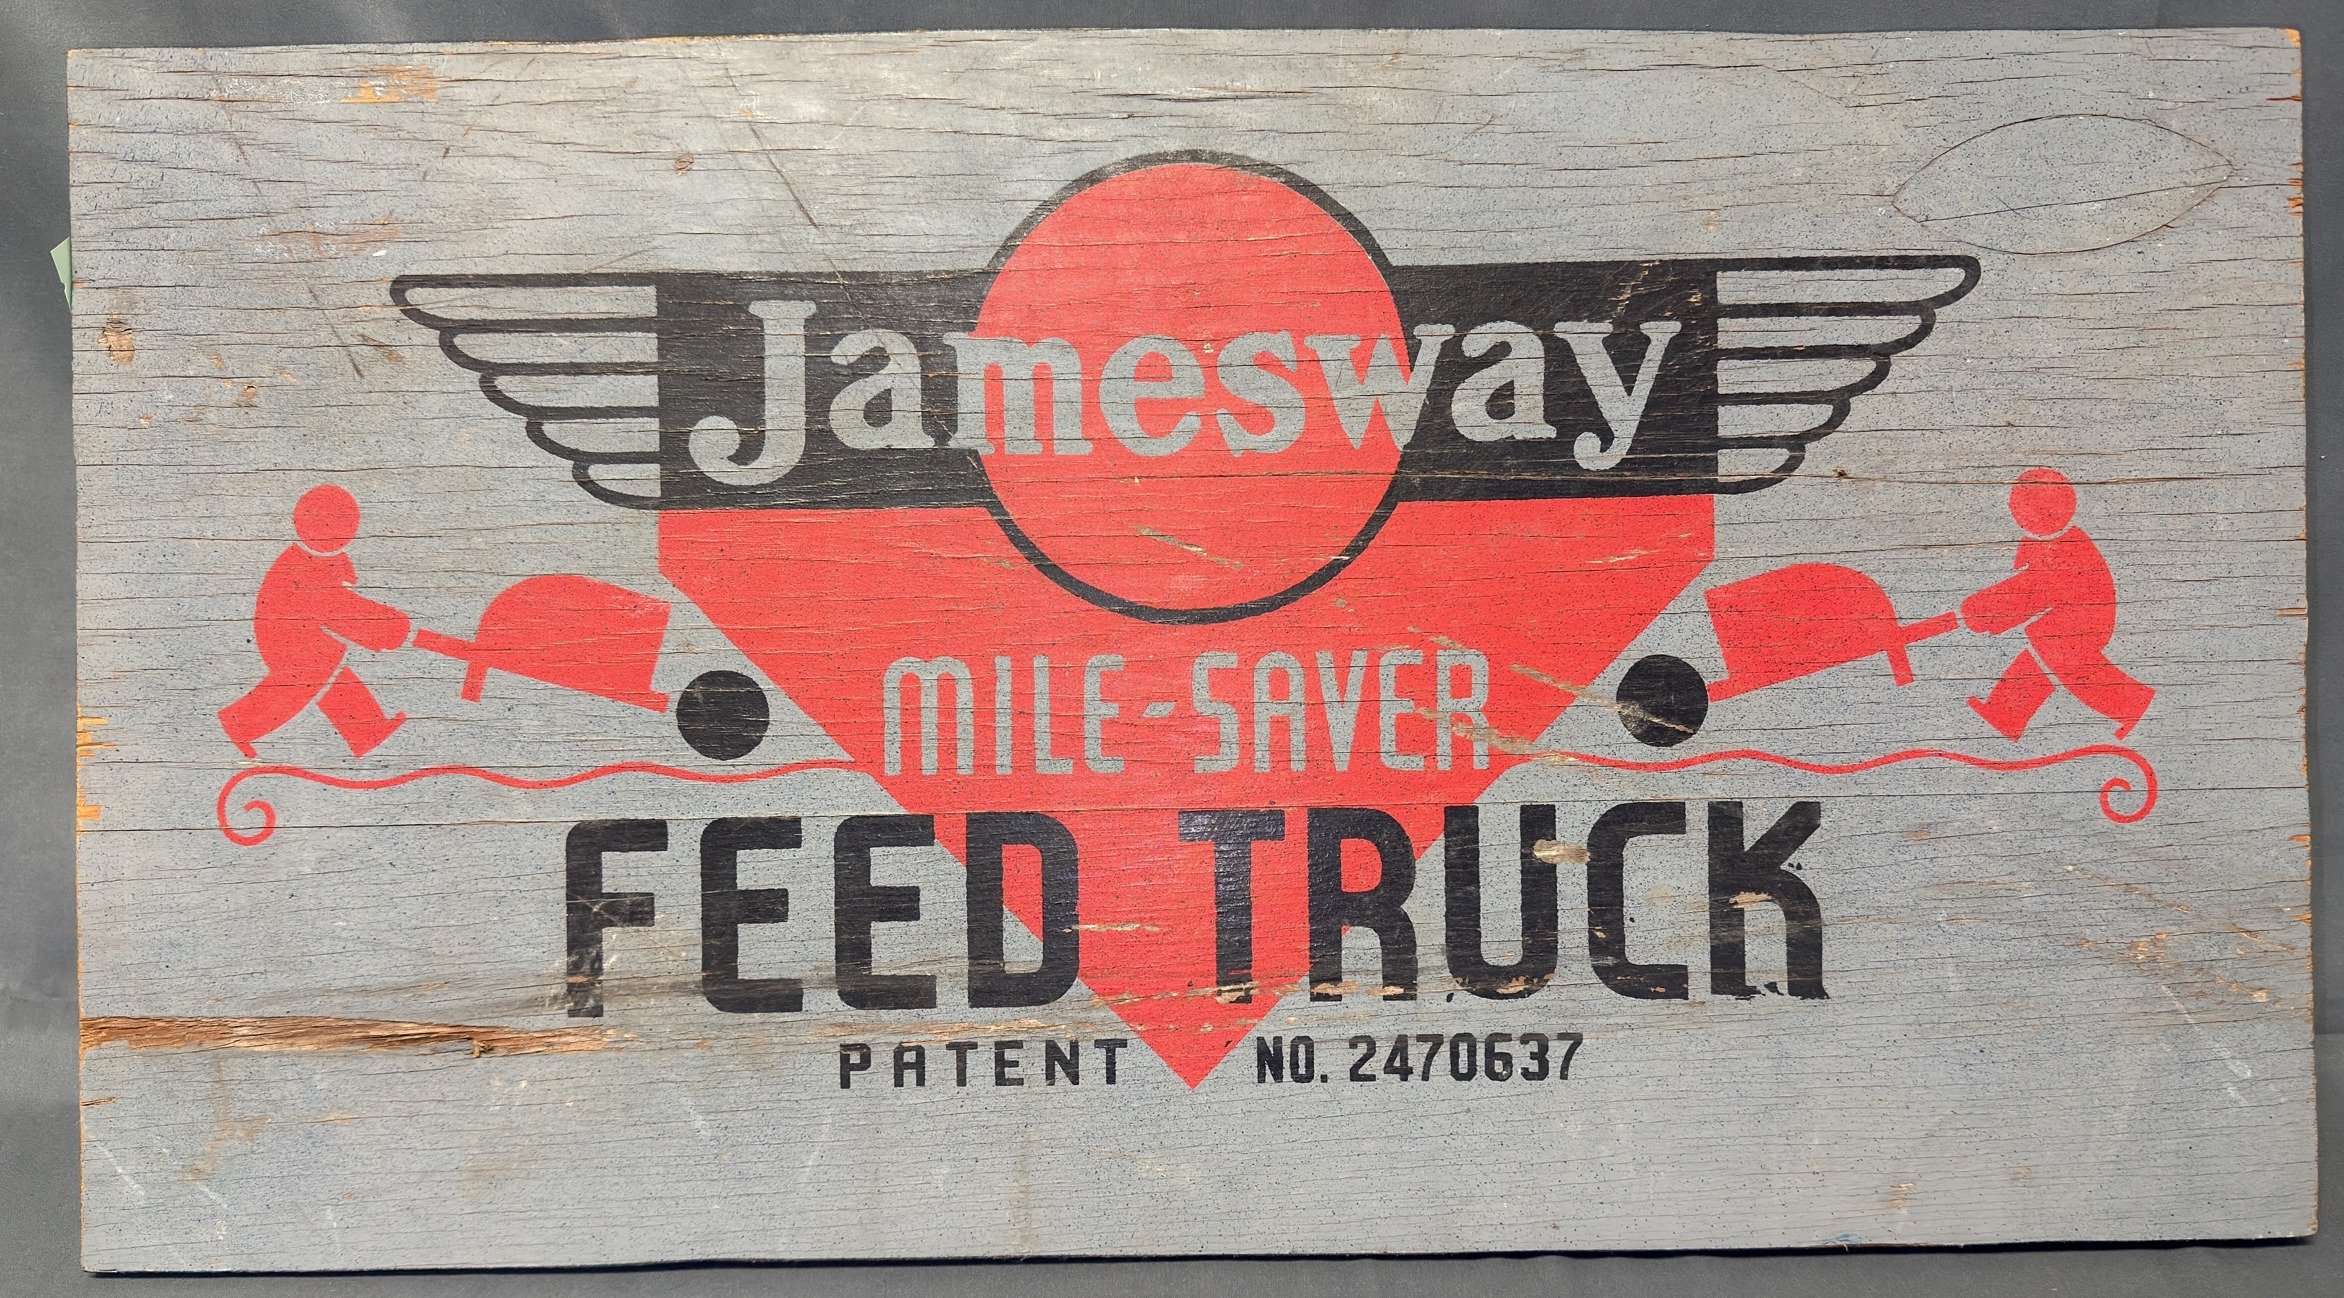 Jamesway
MILE-SAVER
FEED TRUCK
PATENT NO. 2470637